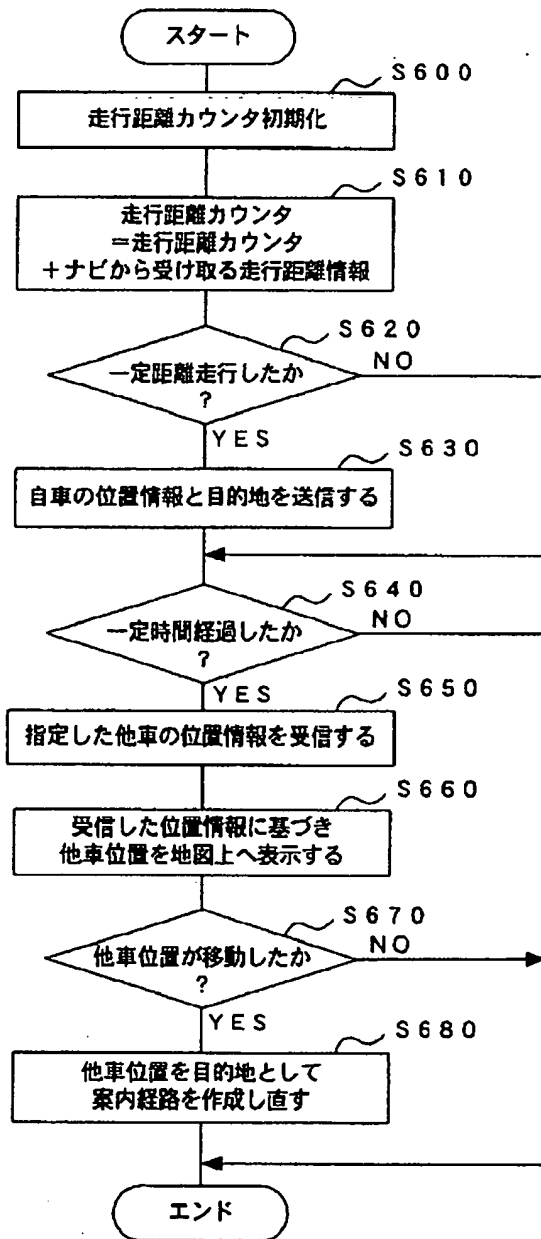 スタート
S600
走行距離カウンタ初期化
S610
走行距離カウンタ
＝走行距離カウンタ
＋ナビから受け取る走行距離情報
S620
一定距離走行したか
?
NO
YES
S630
自車の位置情報と目的地を送信する
S640
一定時間経過したか
?
NO
YES
S650
指定した他車の位置情報を受信する
S660
受信した位置情報に基づき
他車位置を地図上へ表示する
S670
他車位置が移動したか
?
NO
YES
S680
他車位置を目的地として
案内経路を作成し直す
エンド